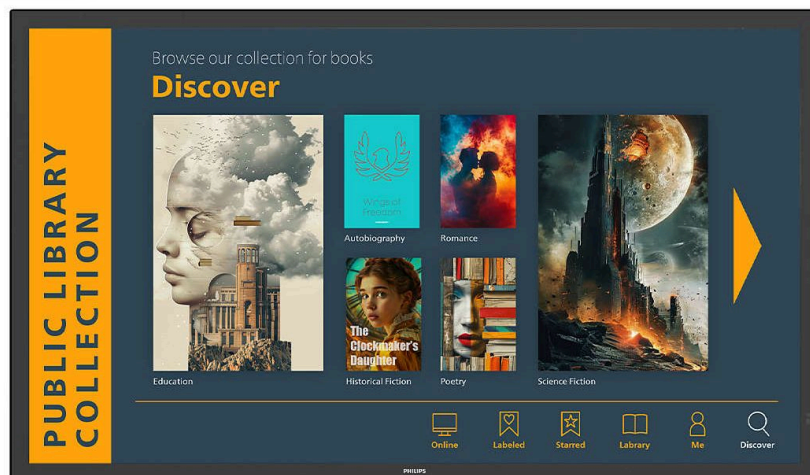 PUBLIC LIBRARY
COLLECTION
Browse our collection for books
Discover
Wings of
Freedom
Autobiography
Romance
The
Clockmaker's
Daughter
Education
Historical Fiction
Poetry
Science Fiction
Online
Labeled
Starred
Labrary
Me
Discover
PHILIPS